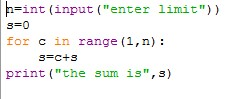 n=int(input("enter limit"))
s=0
for c in range(1,n):
    s=c+s
print("the sum is",s)